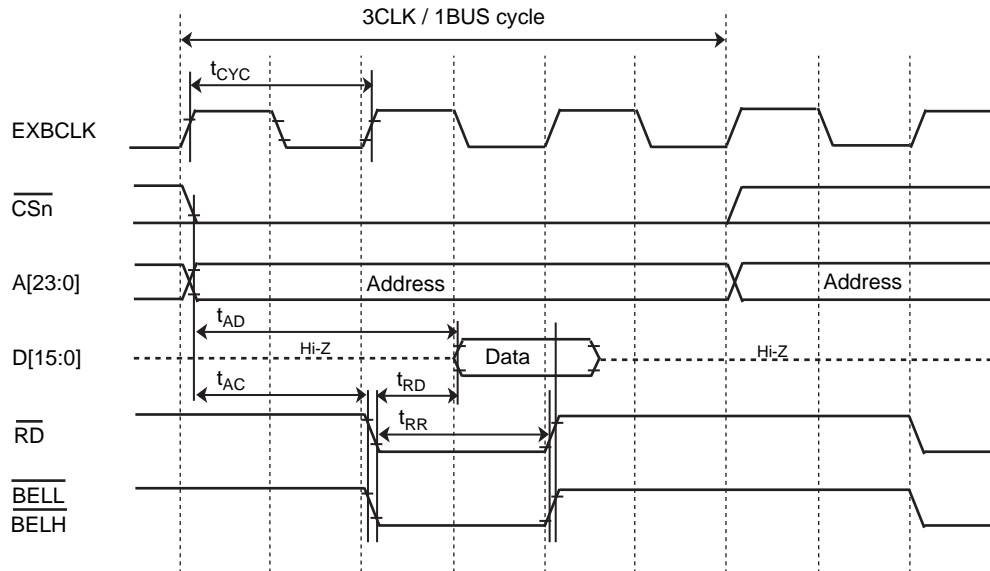 3CLK / 1BUS cycle
tCYC
EXBCLK
CSn
A[23:0]
Address
Address
tAD
D[15:0]
Hi-Z
Data
Hi-Z
tAC
tRD
tRR
RD
BELL
BELH